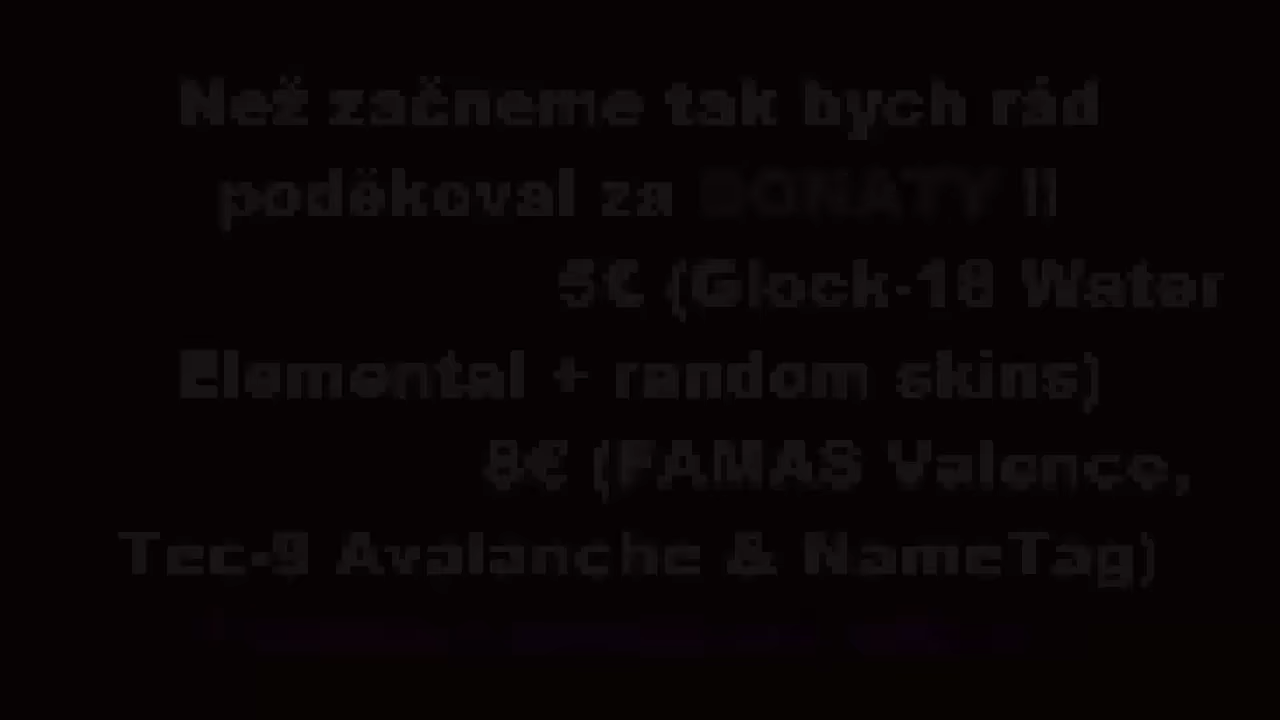 Než začneme tak bych rád
poděkoval za DONATY !!
5€ (Glock-18 Water
Elemental + random skins)
8€ (FAMAS Valence,
Tec-9 Avalanche & NameTag)